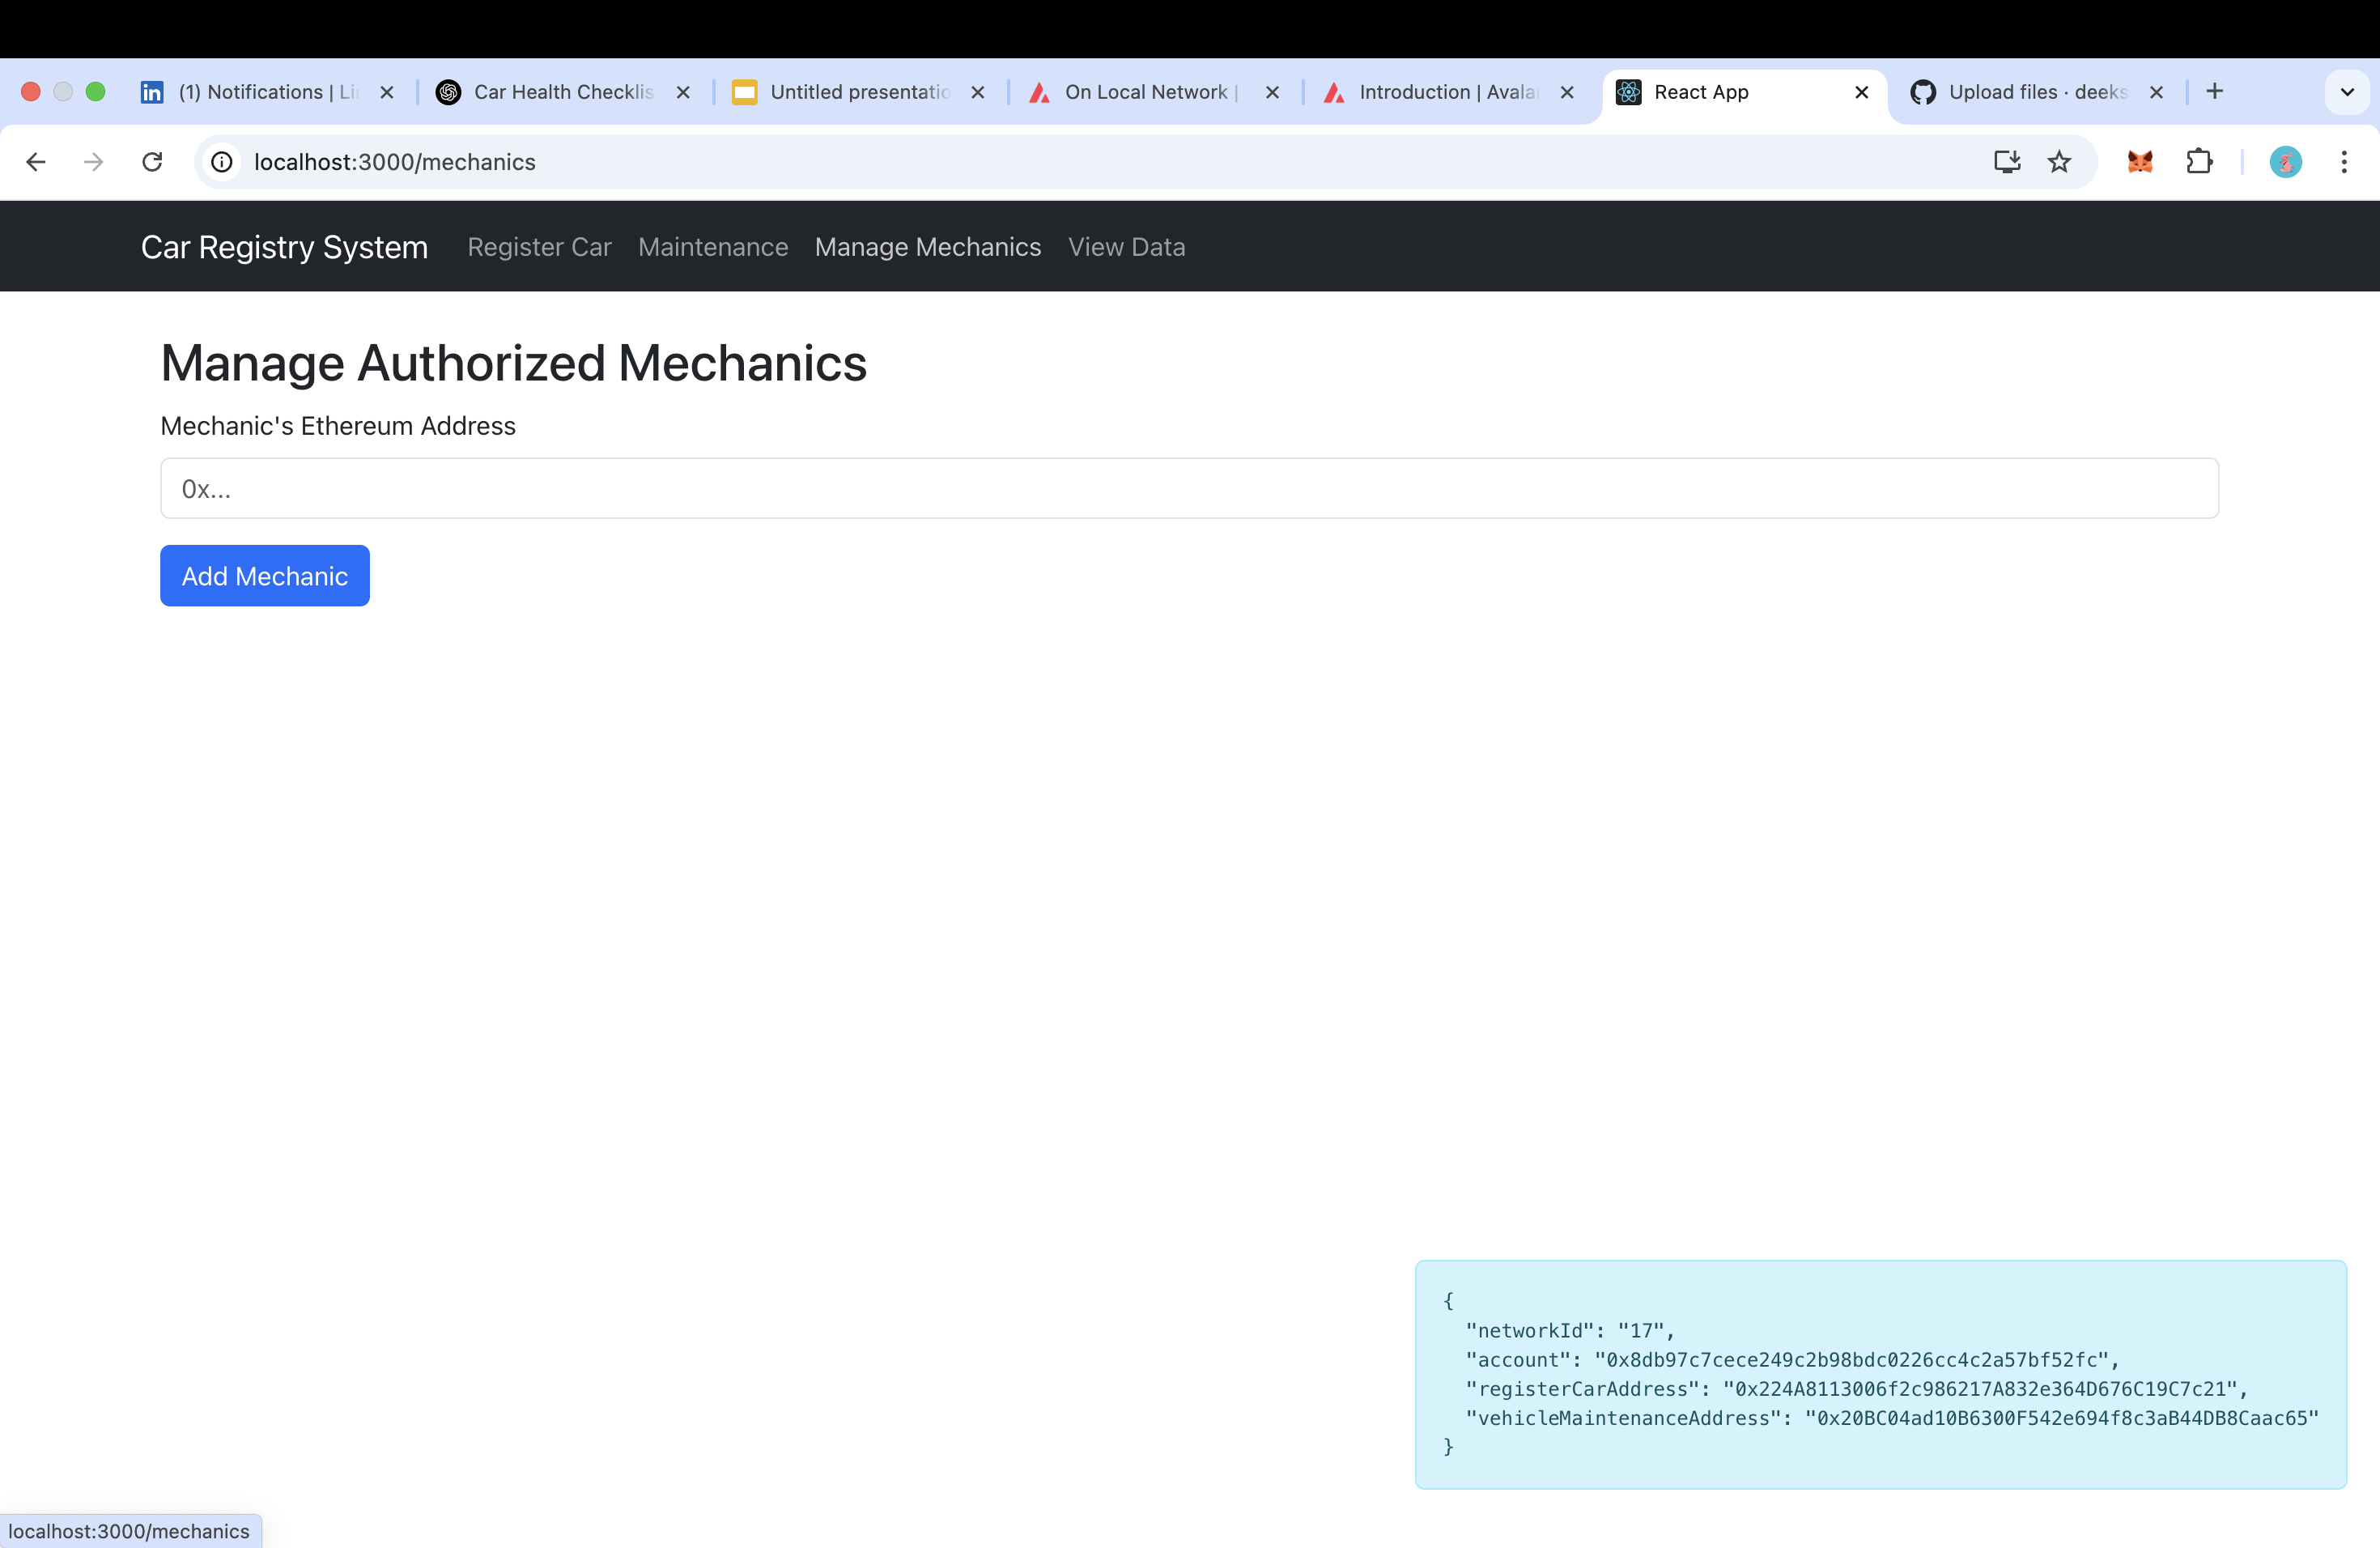 (1) Notifications | Li
Car Health Checklis
Untitled presentatio
On Local Network |
Introduction | Avala
React App
Upload files · deeks
localhost:3000/mechanics
Car Registry System
Register Car
Maintenance
Manage Mechanics
View Data
Manage Authorized Mechanics
Mechanic's Ethereum Address
0x...
Add Mechanic
{
"networkId": "17",
"account": "0x8db97c7cece249c2b98bdc0226cc4c2a57bf52fc",
"registerCarAddress": "0x224A8113006f2c986217A832e364D676C19C7c21",
"vehicleMaintenanceAddress": "0x20BC04ad10B6300F542e694f8c3aB44DB8Caac65"
}
localhost:3000/mechanics